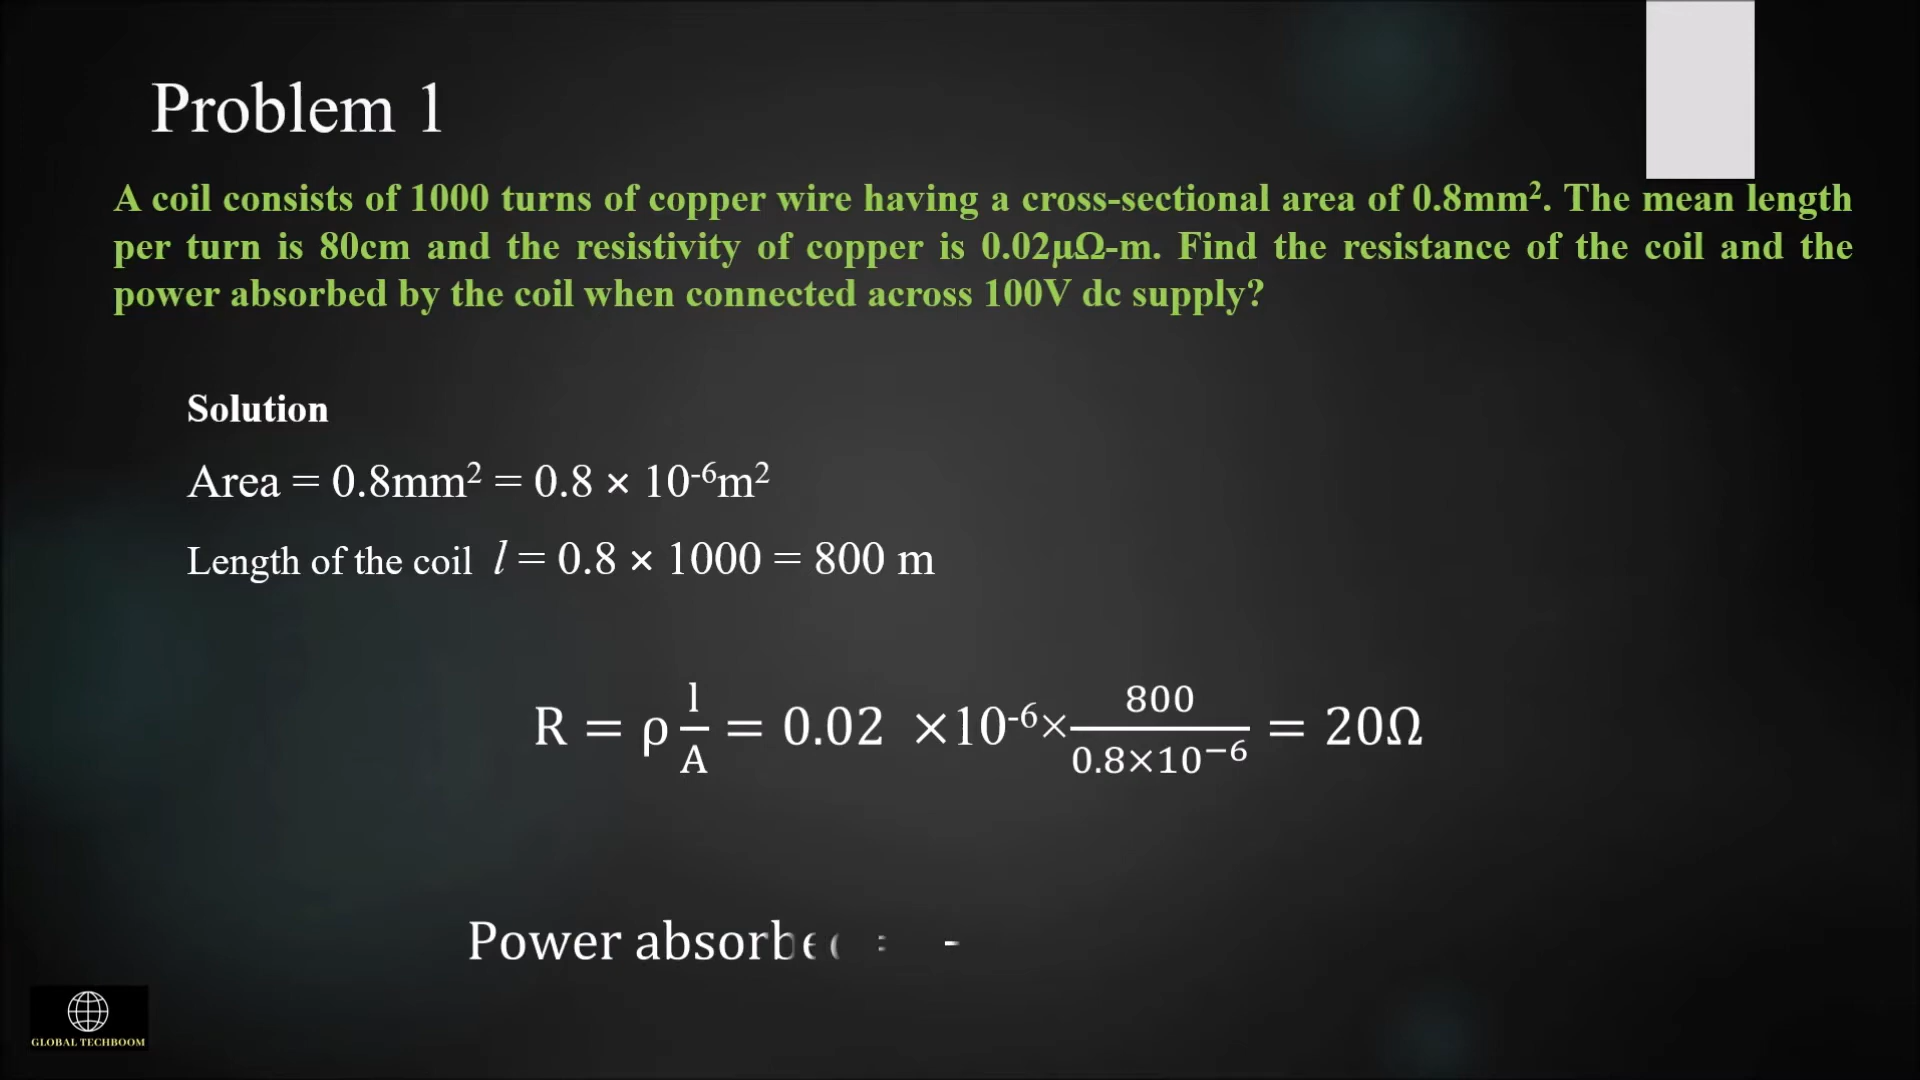 Problem 1
A coil consists of 1000 turns of copper wire having a cross-sectional area of 0.8mm². The mean length
per turn is 80cm and the resistivity of copper is 0.02μΩ-m. Find the resistance of the coil and the
power absorbed by the coil when connected across 100V dc supply?
Solution
Area = 0.8mm² = 0.8 × 10⁻⁶m²
Length of the coil l = 0.8 × 1000 = 800 m
R = ρ l/A = 0.02 ×10⁻⁶× 800/0.8×10⁻⁶ = 20Ω
Power
GLOBAL TECHBOOM